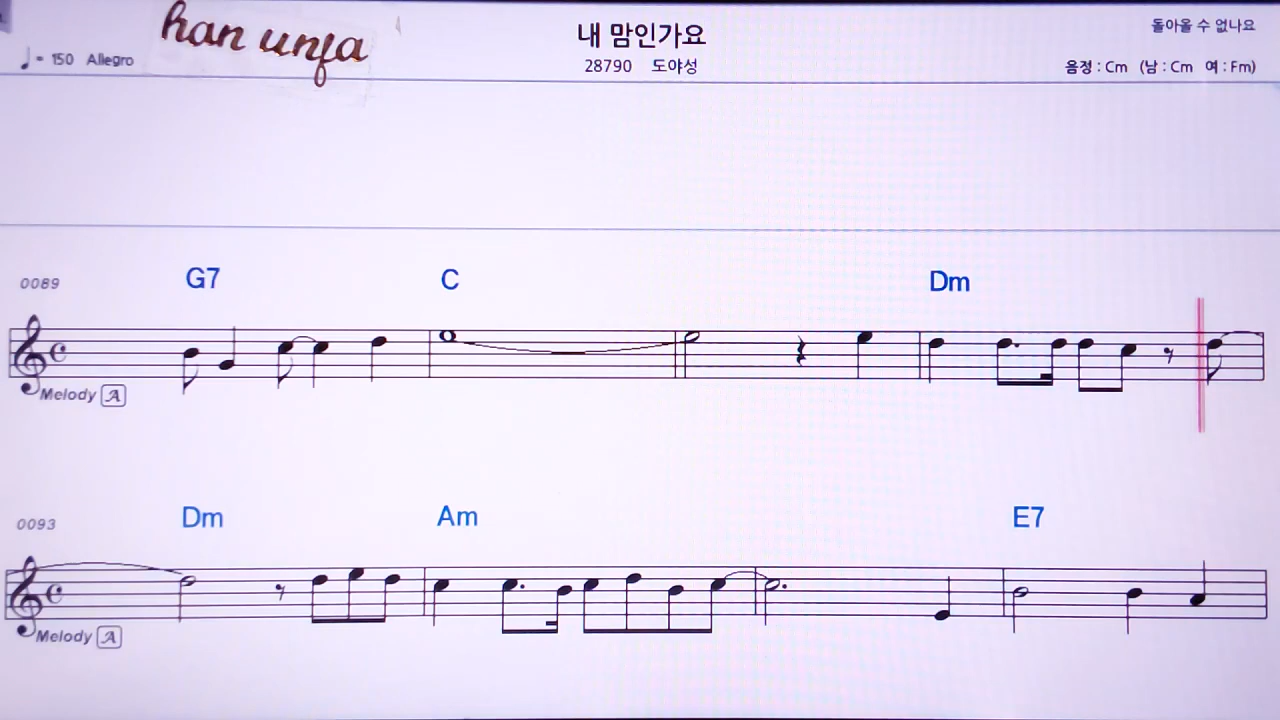 han unja
내 맘인가요
돌아올 수 없나요
♩= 150 Allegro
28790 도야성
음정 : Cm (남 : Cm 여 : Fm)
0089 G7 C Dm
Melody A
0093 Dm Am E7
Melody A